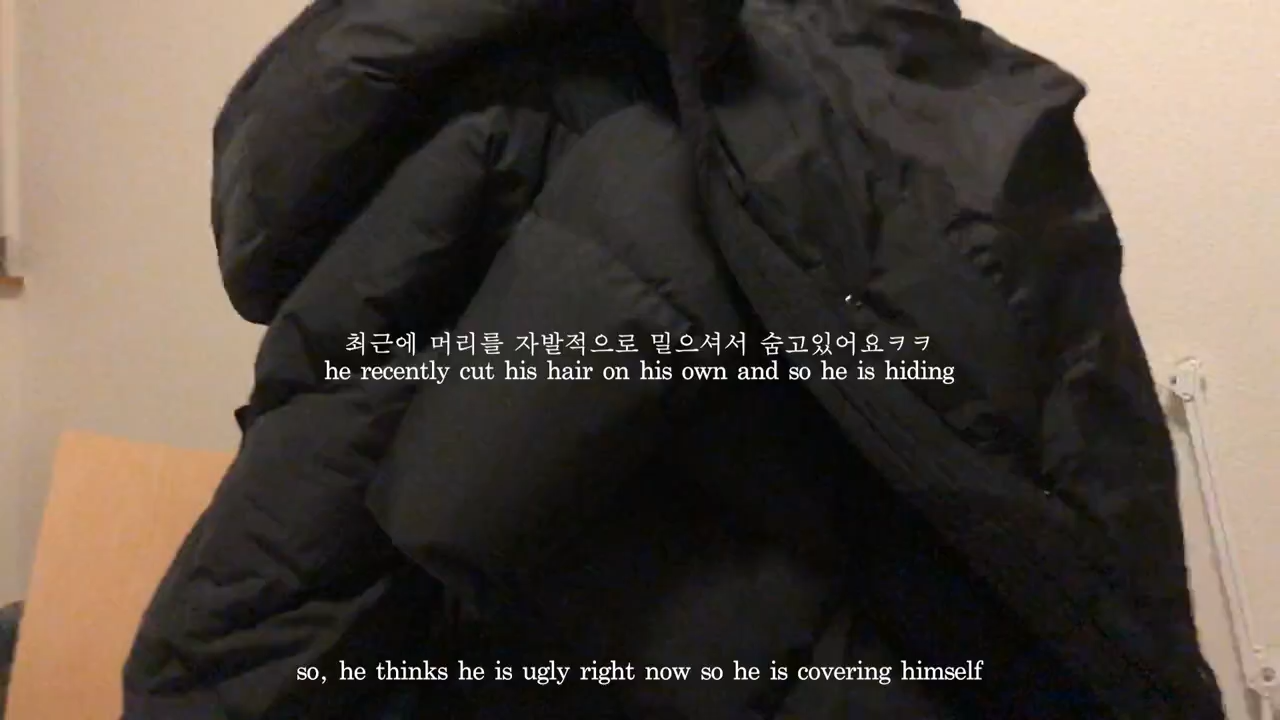 최근에 머리를 자발적으로 밀으셔서 숨고있어요ㅋㅋ
he recently cut his hair on his own and so he is hiding
so, he thinks he is ugly right now so he is covering himself